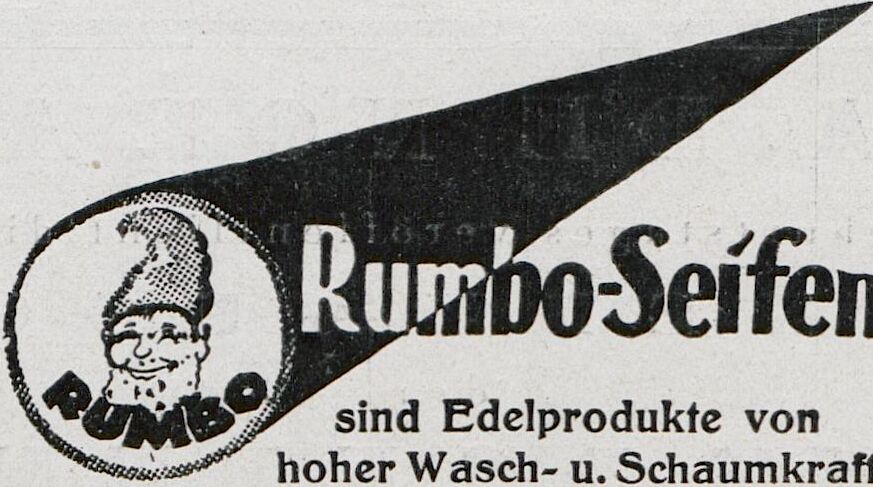 Rumbo-Seifen
RUMBO
sind Edelprodukte von
hoher Wasch- u. Schaumkraft